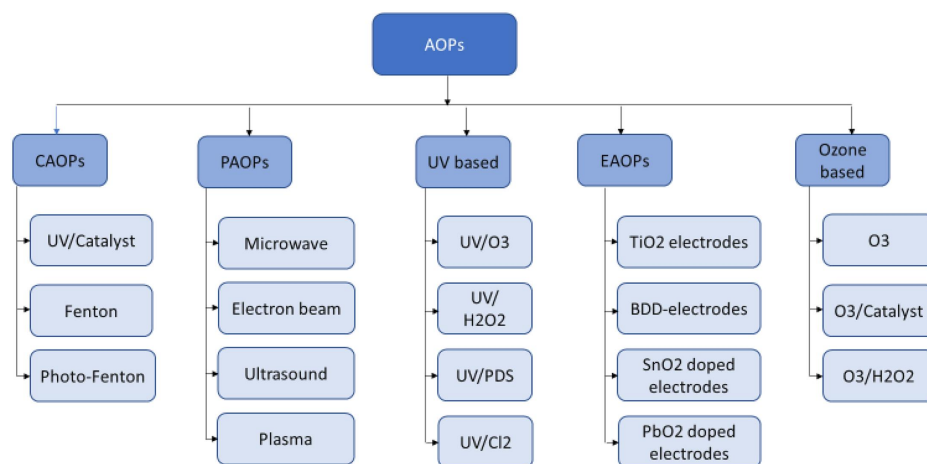 AOPs
CAOPs
PAOPs
UV based
EAOPs
Ozone
based
UV/Catalyst
Fenton
Photo-Fenton
Microwave
Electron beam
Ultrasound
Plasma
UV/O3
UV/
H2O2
UV/PDS
UV/Cl2
TiO2 electrodes
BDD-electrodes
SnO2 doped
electrodes
PbO2 doped
electrodes
O3
O3/Catalyst
O3/H2O2